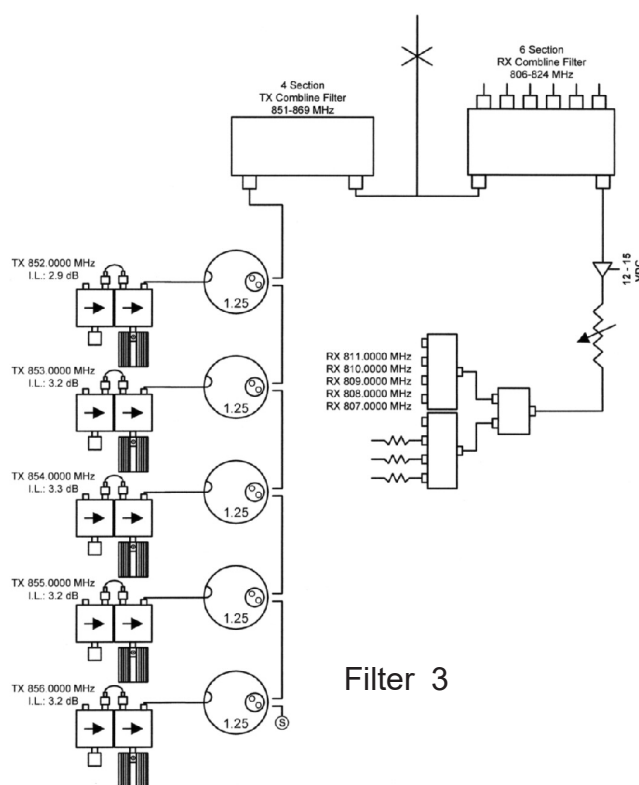 4 Section
TX Combline Filter
851-869 MHz
6 Section
RX Combline Filter
806-824 MHz
12 - 15
VDC
TX 852.0000 MHz
I.L.: 2.9 dB
1.25
TX 853.0000 MHz
I.L.: 3.2 dB
1.25
TX 854.0000 MHz
I.L.: 3.3 dB
1.25
TX 855.0000 MHz
I.L.: 3.2 dB
1.25
TX 856.0000 MHz
I.L.: 3.2 dB
1.25
S
RX 811.0000 MHz
RX 810.0000 MHz
RX 809.0000 MHz
RX 808.0000 MHz
RX 807.0000 MHz
Filter 3